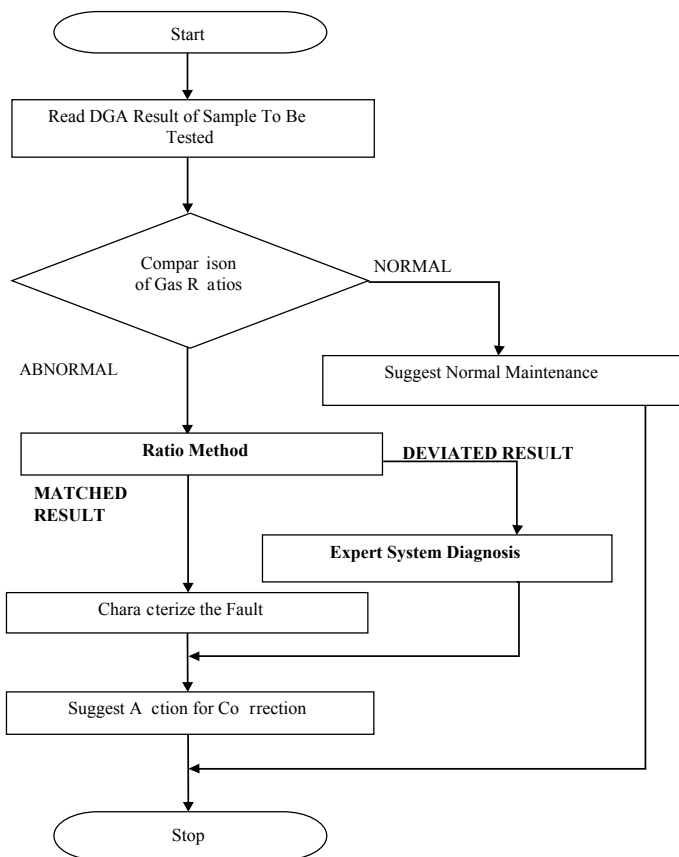 Start
Read DGA Result of Sample To Be
Tested
Compar ison
of Gas R atios
NORMAL
ABNORMAL
Suggest Normal Maintenance
Ratio Method
DEVIATED RESULT
MATCHED
RESULT
Expert System Diagnosis
Chara cterize the Fault
Suggest A ction for Co rrection
Stop